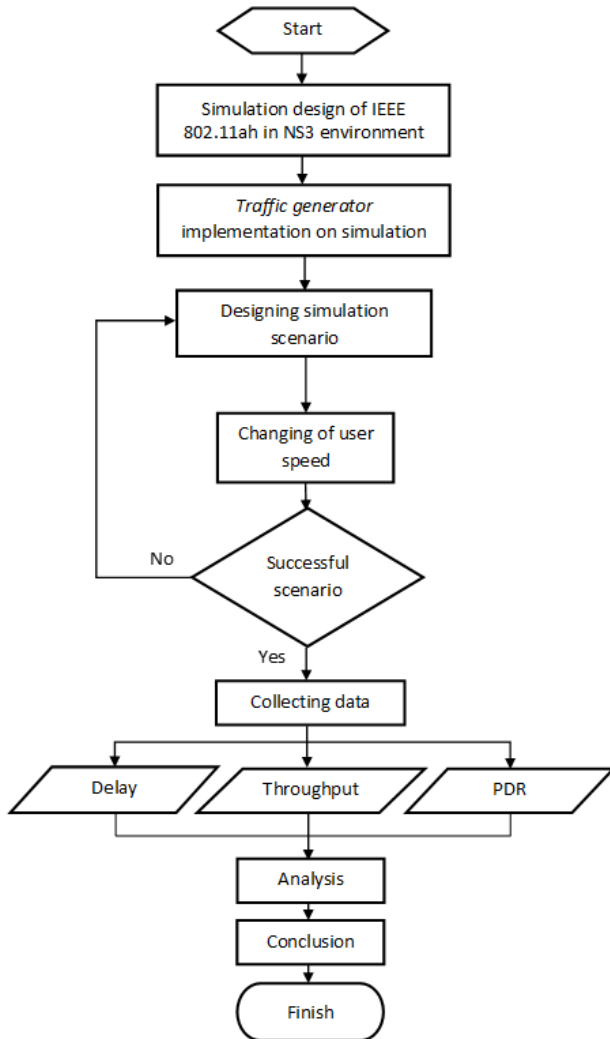 Start
Simulation design of IEEE
802.11ah in NS3 environment
Traffic generator
implementation on simulation
Designing simulation
scenario
Changing of user
speed
No
Successful
scenario
Yes
Collecting data
Delay
Throughput
PDR
Analysis
Conclusion
Finish